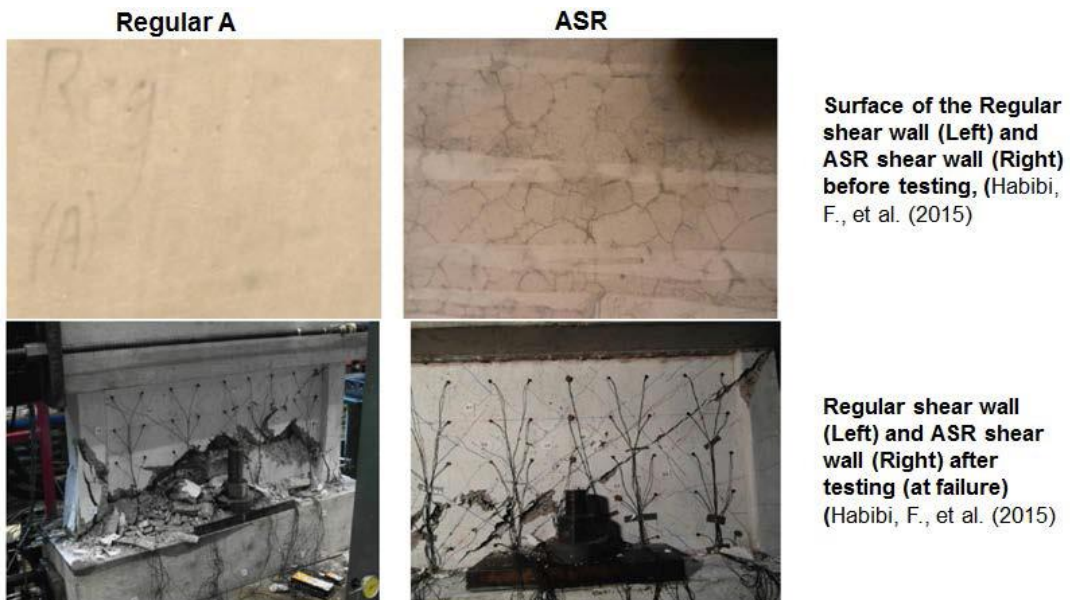 Regular A
ASR
Reg
(A)
Surface of the Regular
shear wall (Left) and
ASR shear wall (Right)
before testing, (Habibi,
F., et al. (2015)
Regular shear wall
(Left) and ASR shear
wall (Right) after
testing (at failure)
(Habibi, F., et al. (2015)